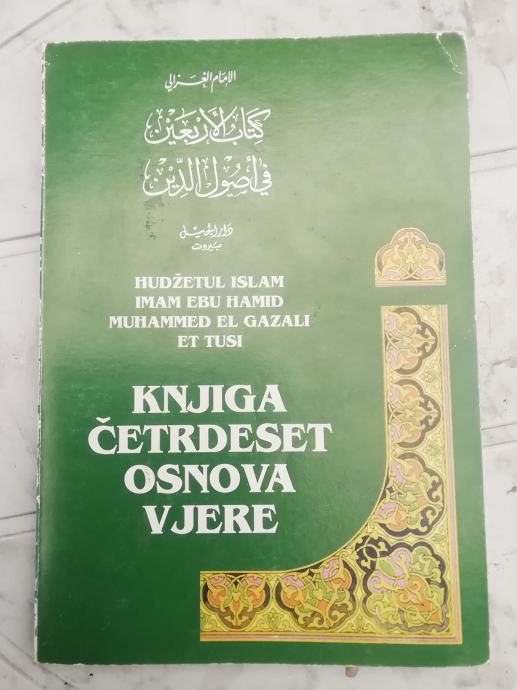 الإمام الغزالي
كتاب الأربعين
في أصول الدين
دار الجيل
بيروت
HUDŽETUL ISLAM
IMAM EBU HAMID
MUHAMMED EL GAZALI
ET TUSI
KNJIGA
ČETRDESET
OSNOVA
VJERE